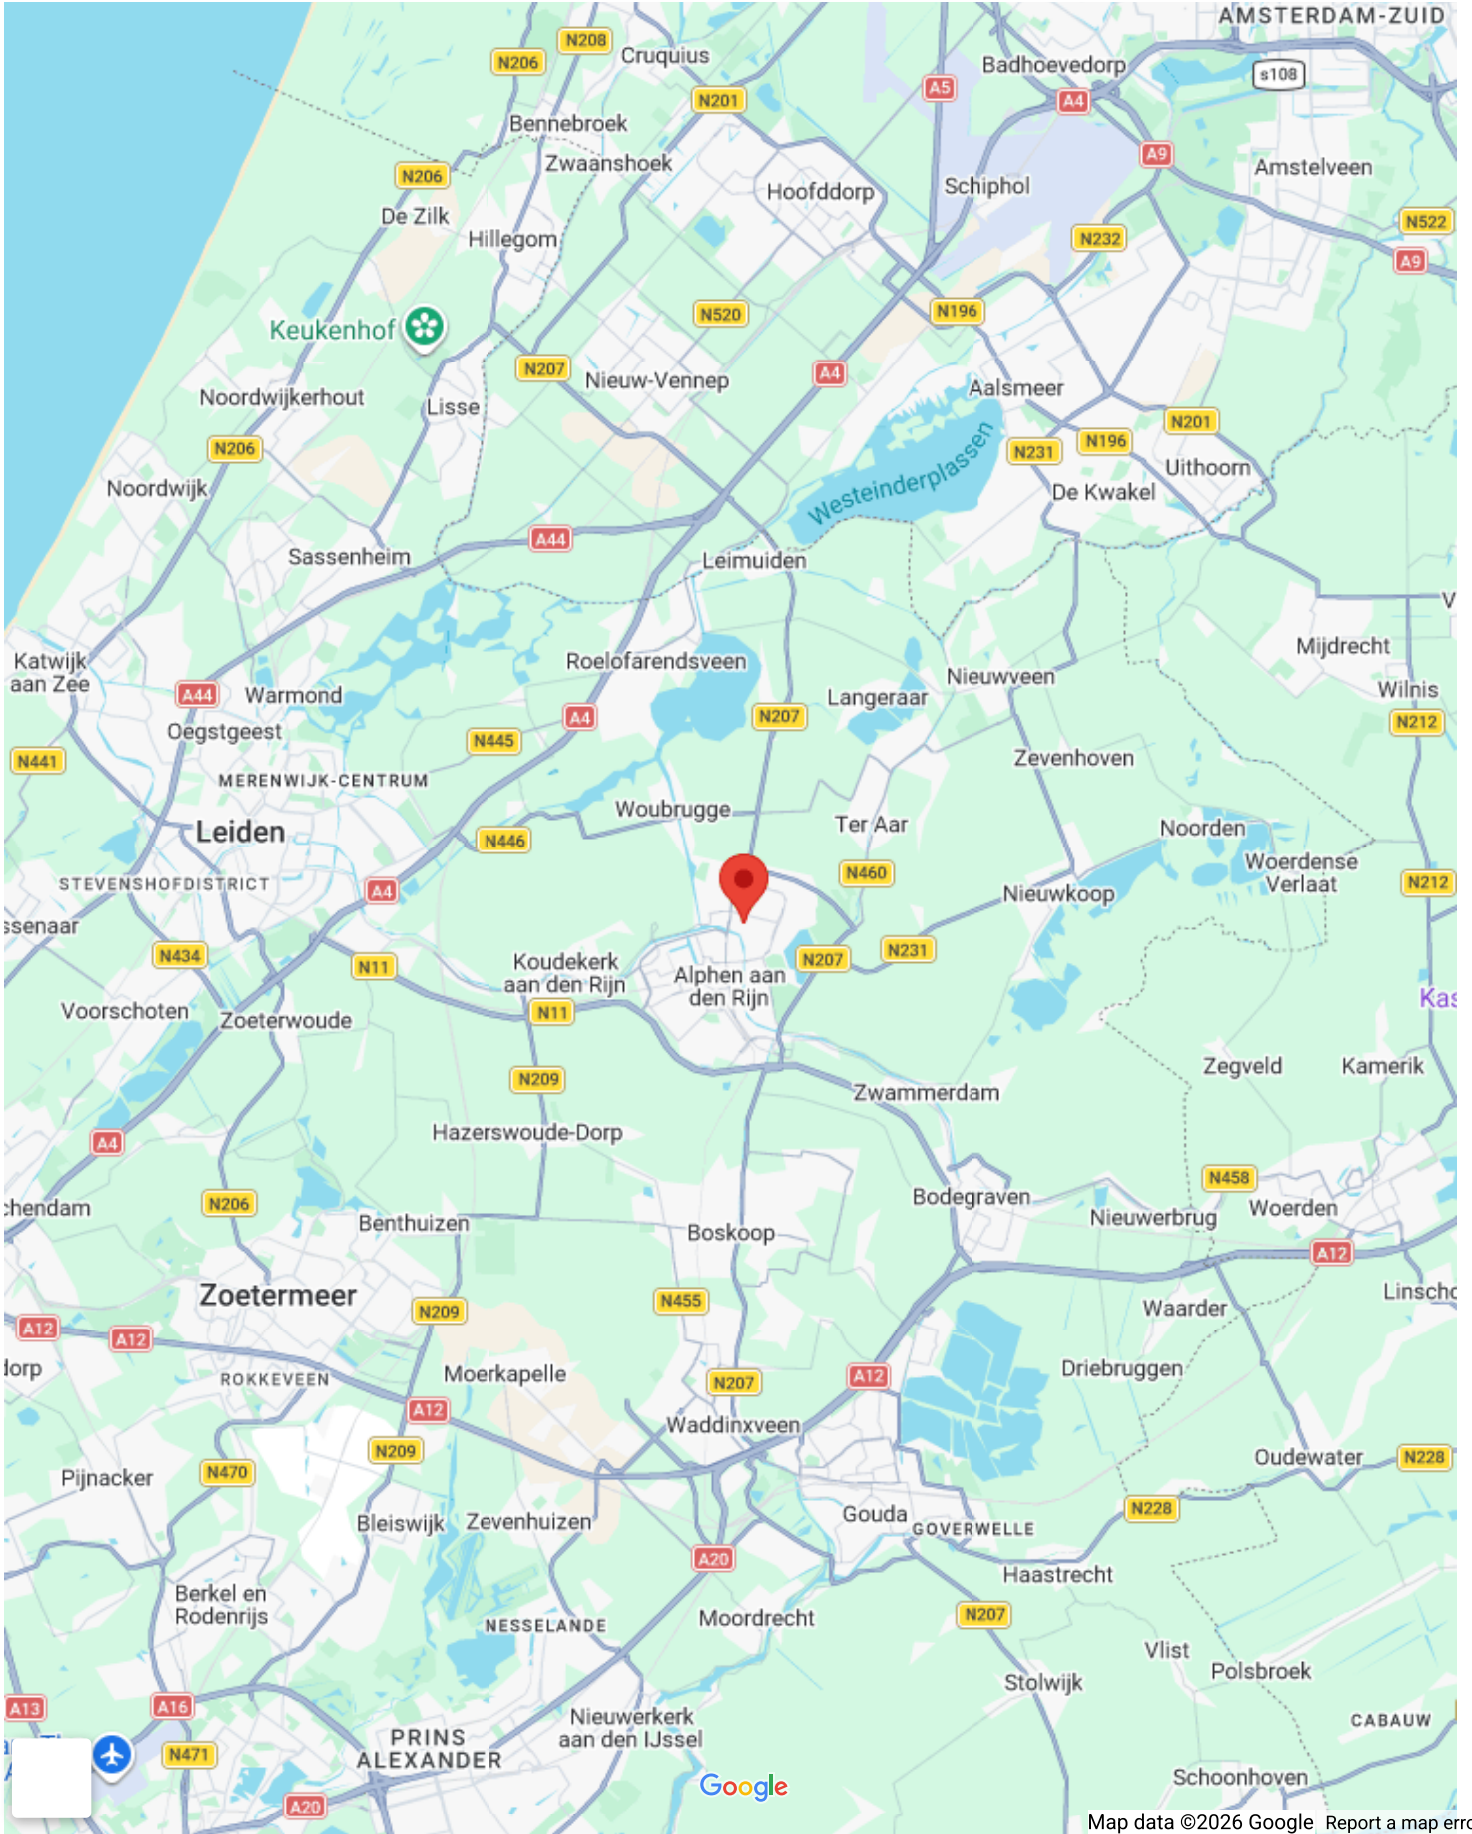 AMSTERDAM-ZUID
N208
Cruquius
N206
Badhoevedorp
s108
A5
N201
A4
Bennebroek
A9
Zwaanshoek
Amstelveen
N206
Hoofddorp
Schiphol
De Zilk
N522
Hillegom
N232
A9
N520
N196
Keukenhof
N207
Nieuw-Vennep
A4
Aalsmeer
Noordwijkerhout
Lisse
N201
N206
N231
N196
Westeinderplassen
Uithoorn
Noordwijk
De Kwakel
A44
Sassenheim
Leimuiden
V
Mijdrecht
Katwijk
aan Zee
Roelofarendsveen
Nieuwveen
A44
Warmond
Langeraar
Wilnis
A4
N207
N212
Oegstgeest
N445
N441
Zevenhoven
MERENWIJK-CENTRUM
Woubrugge
Leiden
Ter Aar
Noorden
N446
Woerdense
Verlaat
STEVENSHOFDISTRICT
A4
N460
Nieuwkoop
N212
ssenaar
N434
N11
Koudekerk
aan den Rijn
N207
N231
Alphen aan
den Rijn
Kas
Voorschoten
Zoeterwoude
N11
Zegveld
Kamerik
N209
Zwammerdam
A4
Hazerswoude-Dorp
N458
chendam
N206
Benthuizen
Bodegraven
Nieuwerbrug
Woerden
Boskoop
A12
Zoetermeer
N209
N455
Waarder
Linscho
A12
A12
dorp
ROKKEVEEN
Moerkapelle
N207
A12
Driebruggen
A12
Waddinxveen
N209
Pijnacker
N470
Oudewater
N228
Bleiswijk
Zevenhuizen
Gouda
N228
GOVERWELLE
A20
Haastrecht
Berkel en
Rodenrijs
NESSELANDE
Moordrecht
N207
Vlist
Polsbroek
Stolwijk
A13
A16
Nieuwerkerk
aan den IJssel
CABAUW
PRINS
ALEXANDER
N471
Google
Schoonhoven
A20
Map data ©2026 Google
Report a map erro